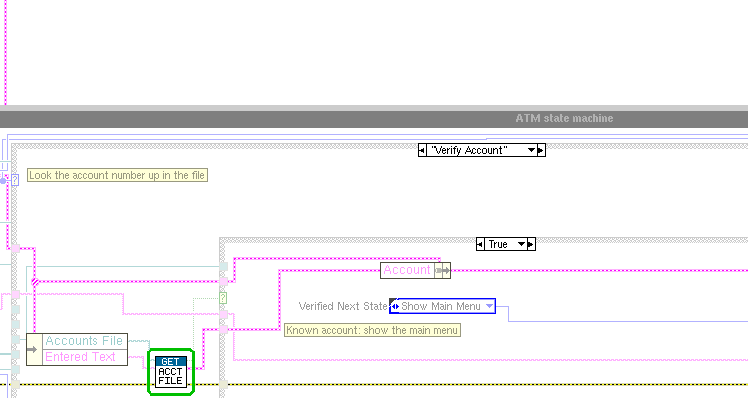 ATM state machine
"Verify Account"
Look the account number up in the file
?
True
Account
?
Verified Next State
Show Main Menu
Known account: show the main menu
Accounts File
Entered Text
GET
ACCT
FILE